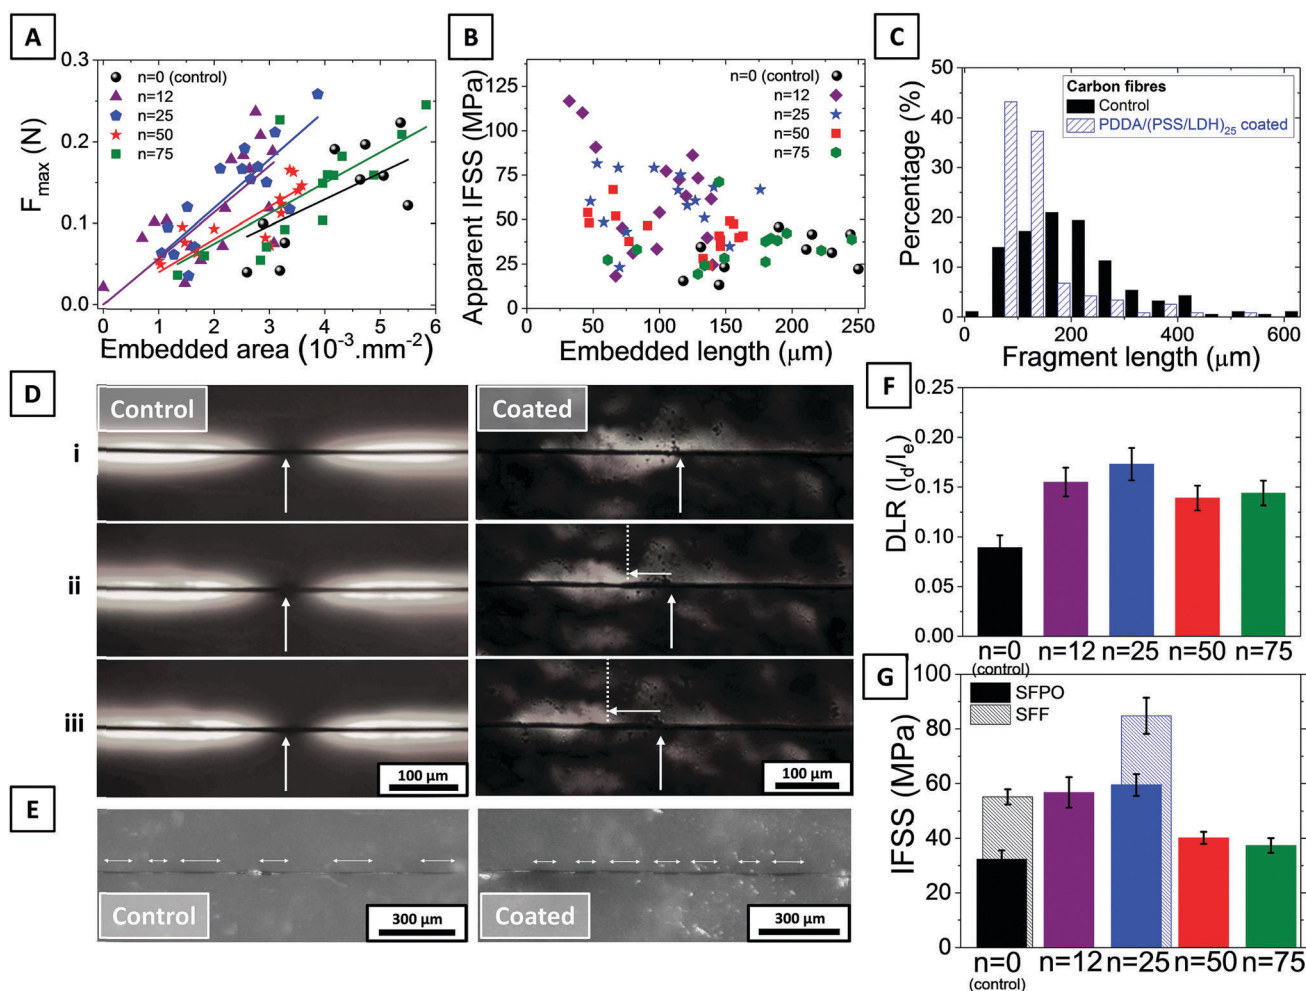 A
F_max (N)
0.3
0.2
0.1
0.0
n=0 (control)
n=12
n=25
n=50
n=75
0 1 2 3 4 5 6
Embedded area (10⁻³.mm⁻²)
B
Apparent IFSS (MPa)
125
100
75
50
25
0
n=0 (control)
n=12
n=25
n=50
n=75
0 50 100 150 200 250
Embedded length (μm)
C
Percentage (%)
50
40
30
20
10
0
Carbon fibres
Control
PDDA/(PSS/LDH)₂₅ coated
0 200 400 600
Fragment length (μm)
D
Control
Coated
i
ii
iii
100 μm
100 μm
E
Control
300 μm
Coated
300 μm
F
DLR (l_d/l_e)
0.25
0.20
0.15
0.10
0.05
0.00
n=0 n=12 n=25 n=50 n=75
(control)
G
IFSS (MPa)
100
80
60
40
20
0
SFPO
SFF
n=0 n=12 n=25 n=50 n=75
(control)